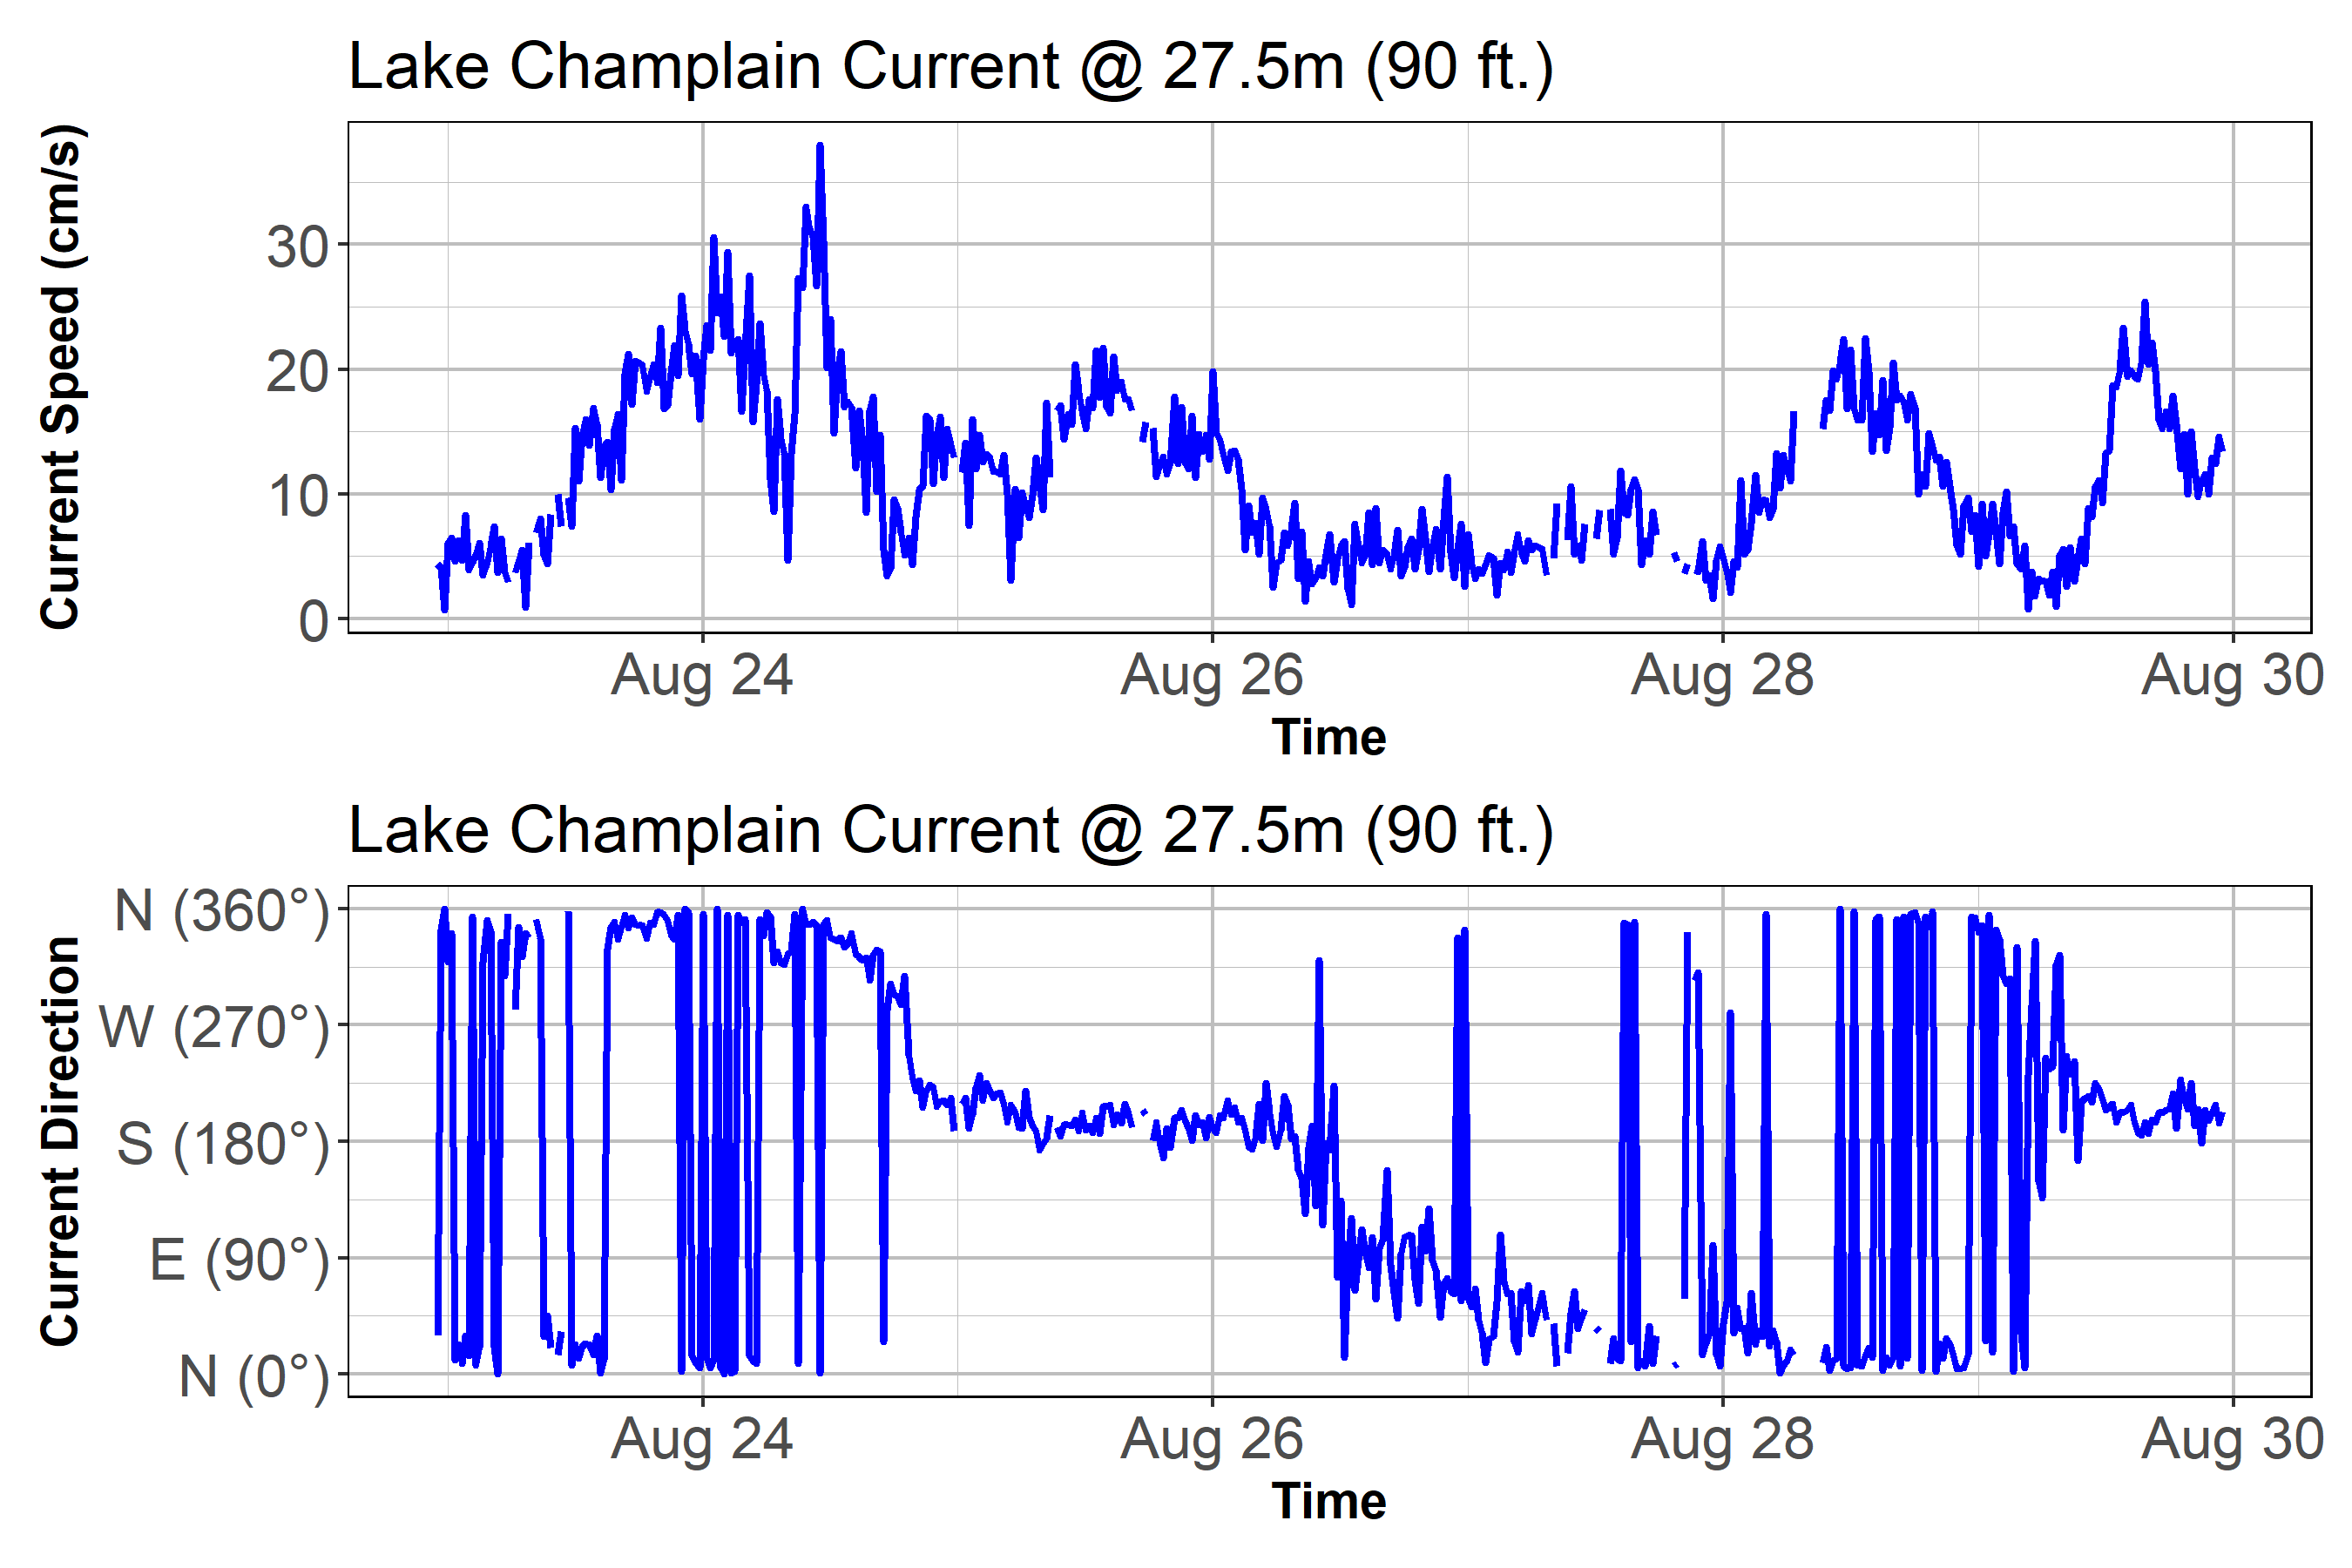 Lake Champlain Current @ 27.5m (90 ft.)
Current Speed (cm/s)
30
20
10
0
Aug 24 Aug 26 Aug 28 Aug 30
Time
Lake Champlain Current @ 27.5m (90 ft.)
Current Direction
N (360°)
W (270°)
S (180°)
E (90°)
N (0°)
Aug 24 Aug 26 Aug 28 Aug 30
Time